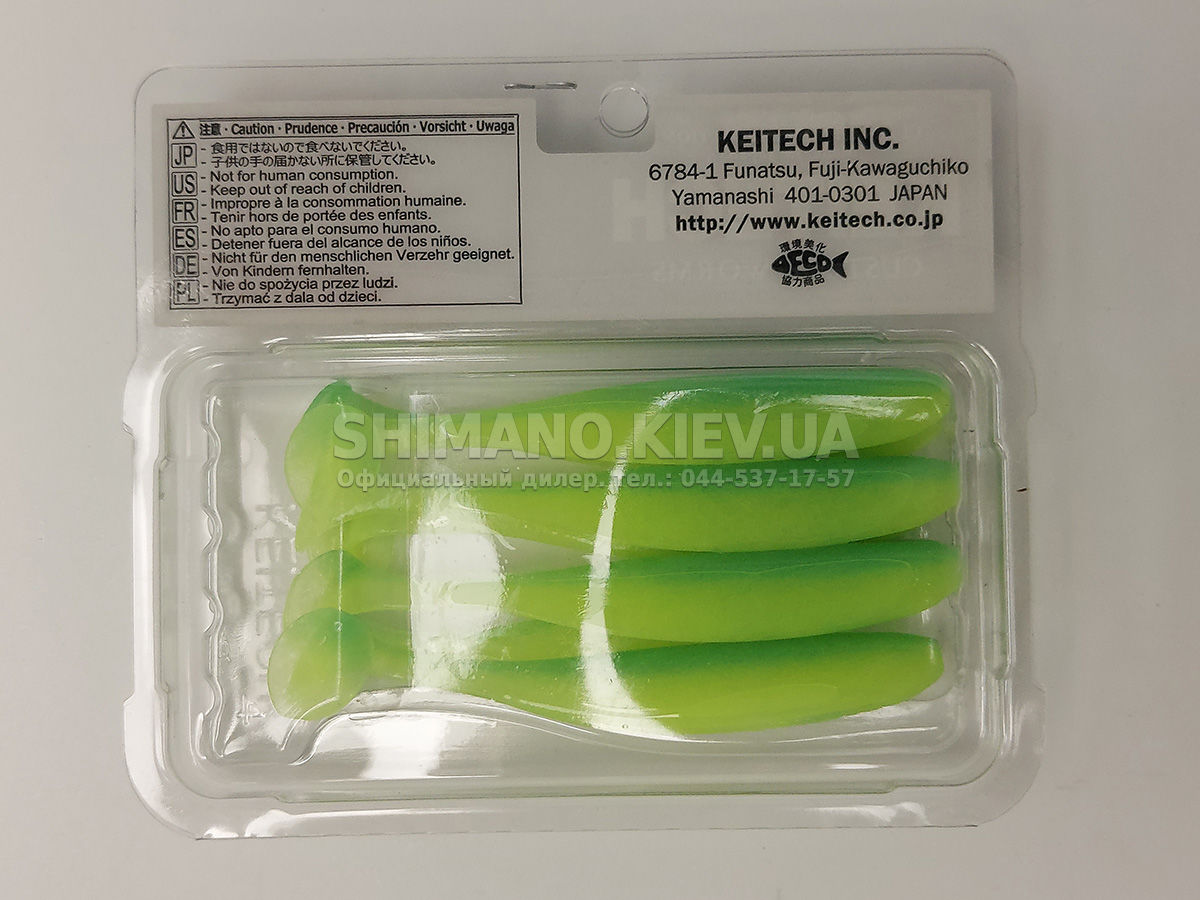 注意 · Caution · Prudence · Precaución · Vorsicht · Uwaga
JP - 食用ではないので食べないでください。
- 子供の手の届かない所に保管してください。
US - Not for human consumption.
- Keep out of reach of children.
FR - Impropre à la consommation humaine.
- Tenir hors de portée des enfants.
ES - No apto para el consumo humano.
- Detener fuera del alcance de los niños.
DE - Nicht für den menschlichen Verzehr geeignet.
- Von Kindern fernhalten.
PL - Nie do spożycia przez ludzi.
- Trzymać z dala od dzieci.
KEITECH INC.
6784-1 Funatsu, Fuji-Kawaguchiko
Yamanashi 401-0301 JAPAN
http://www.keitech.co.jp
環境美化
ECO
協力商品
SHIMANO.KIEV.UA
Официальный дилер. тел.: 044-537-17-57